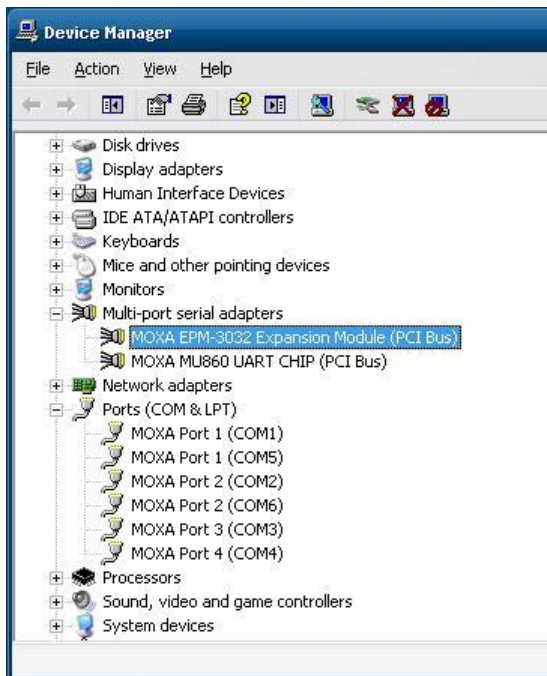 Device Manager
File Action View Help
Disk drives
Display adapters
Human Interface Devices
IDE ATA/ATAPI controllers
Keyboards
Mice and other pointing devices
Monitors
Multi-port serial adapters
MOXA EPM-3032 Expansion Module (PCI Bus)
MOXA MU860 UART CHIP (PCI Bus)
Network adapters
Ports (COM & LPT)
MOXA Port 1 (COM1)
MOXA Port 1 (COM5)
MOXA Port 2 (COM2)
MOXA Port 2 (COM6)
MOXA Port 3 (COM3)
MOXA Port 4 (COM4)
Processors
Sound, video and game controllers
System devices